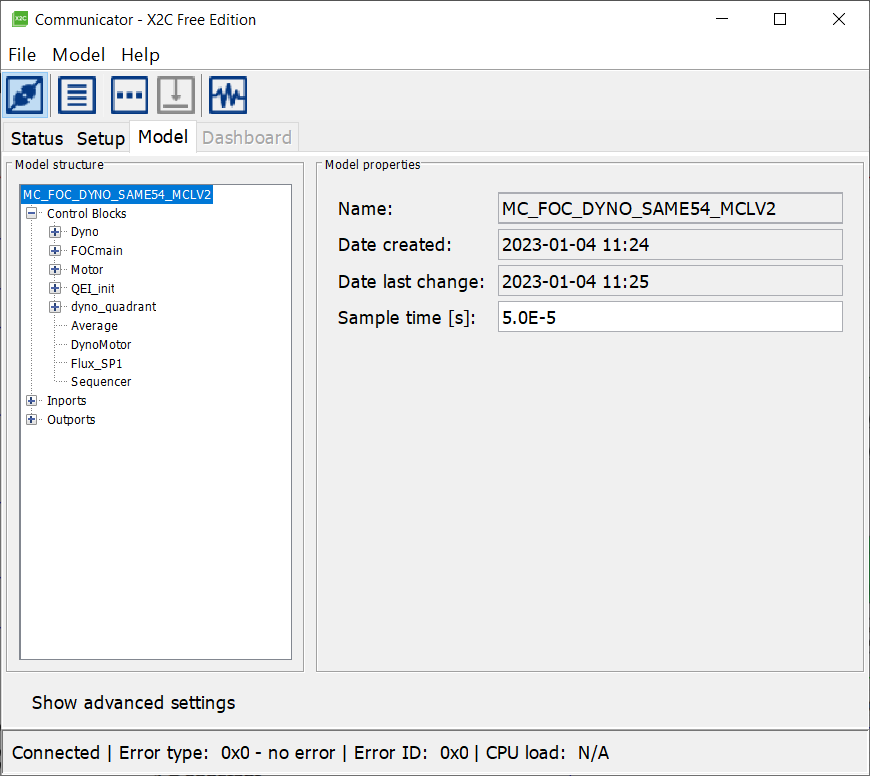 Communicator - X2C Free Edition
File Model Help
Status Setup Model Dashboard
Model structure
MC_FOC_DYNO_SAME54_MCLV2
Control Blocks
Dyno
FOCmain
Motor
QEI_init
dyno_quadrant
Average
DynoMotor
Flux_SP1
Sequencer
Inports
Outports
Model properties
Name: MC_FOC_DYNO_SAME54_MCLV2
Date created: 2023-01-04 11:24
Date last change: 2023-01-04 11:25
Sample time [s]: 5.0E-5
Show advanced settings
Connected | Error type: 0x0 - no error | Error ID: 0x0 | CPU load: N/A